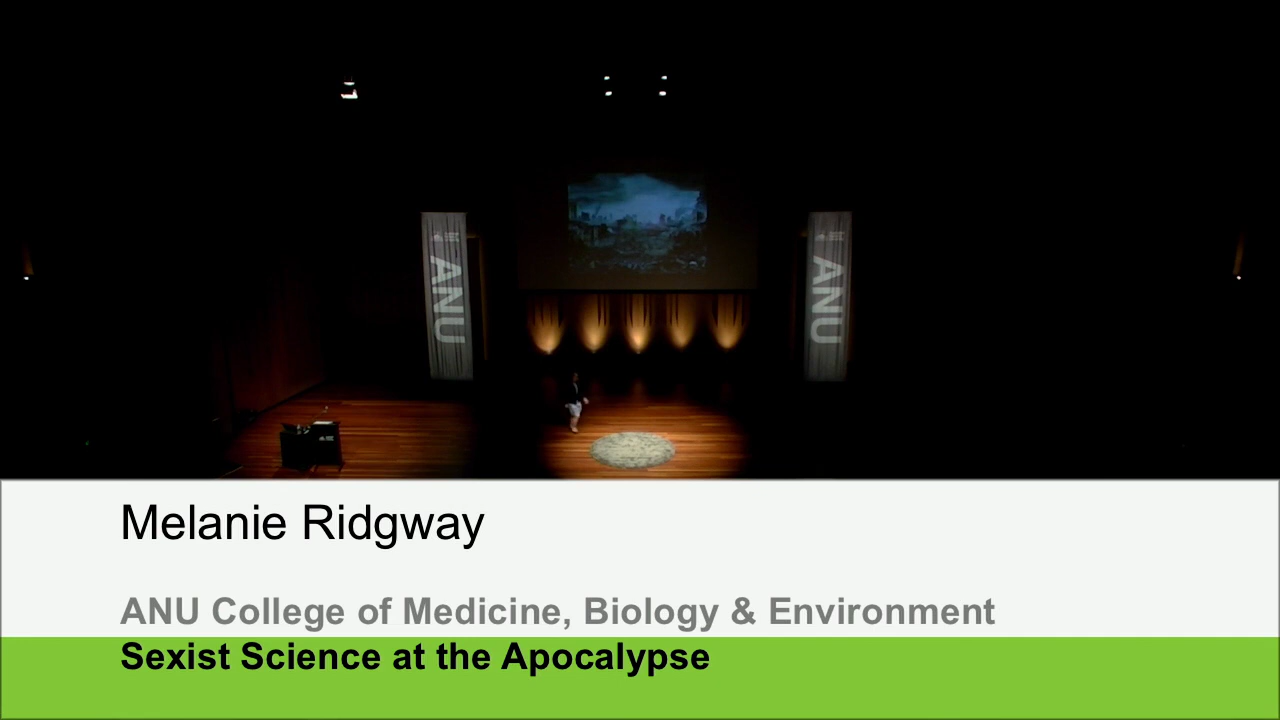 ANU
ANU
Melanie Ridgway
ANU College of Medicine, Biology & Environment
Sexist Science at the Apocalypse